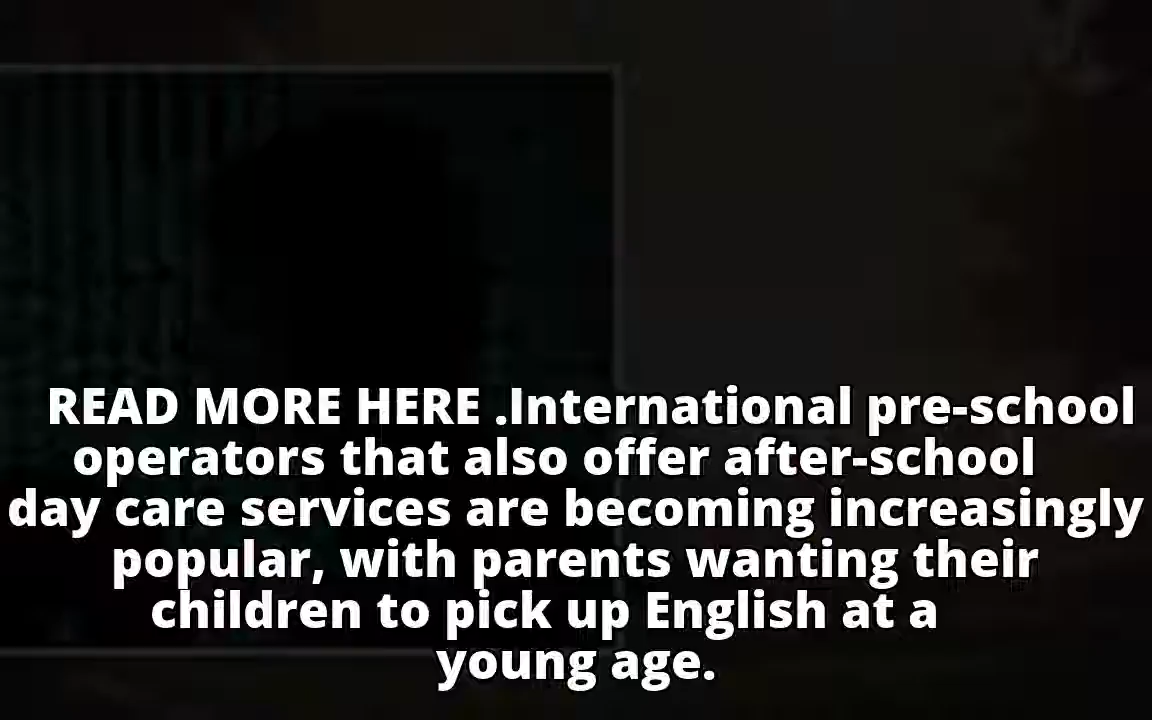 READ MORE HERE .International pre-school
operators that also offer after-school
day care services are becoming increasingly
popular, with parents wanting their
children to pick up English at a
young age.